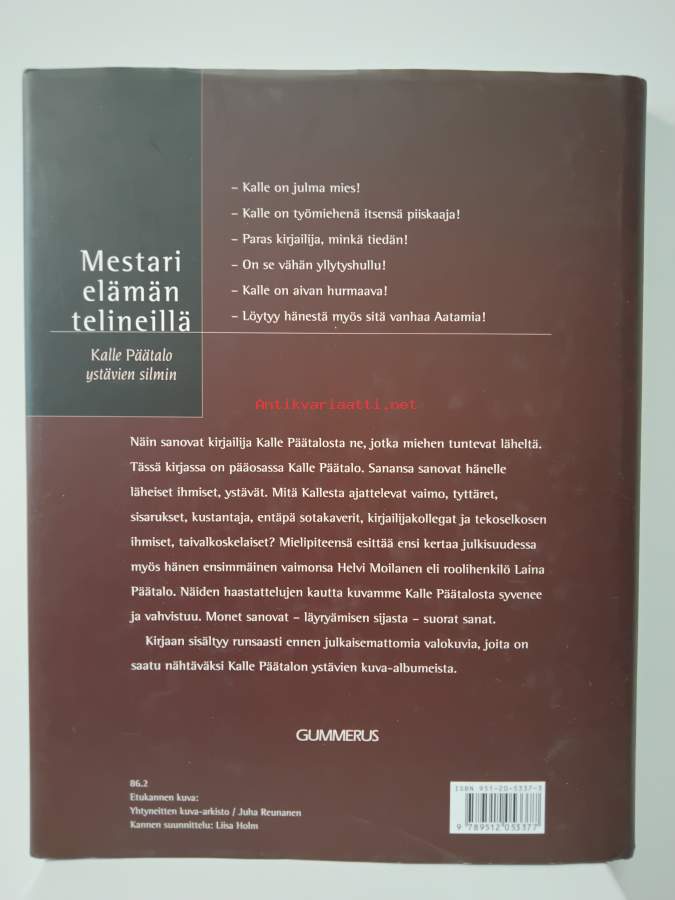 Mestari
elämän
telineillä
Kalle Päätalo
ystävien silmin
– Kalle on julma mies!
– Kalle on työmiehenä itsensä piiskaaja!
– Paras kirjailija, minkä tiedän!
– On se vähän yllytyshullu!
– Kalle on aivan hurmaava!
– Löytyy hänestä myös sitä vanhaa Aatamia!
Antikvariaatti.net
Näin sanovat kirjailija Kalle Päätalosta ne, jotka miehen tuntevat läheltä.
Tässä kirjassa on pääosassa Kalle Päätalo. Sanansa sanovat hänelle
läheiset ihmiset, ystävät. Mitä Kallesta ajattelevat vaimo, tyttäret,
sisarukset, kustantaja, entäpä sotakaverit, kirjailijakollegat ja tekoselkosen
ihmiset, taivalkoskelaiset? Mielipiteensä esittää ensi kertaa julkisuudessa
myös hänen ensimmäinen vaimonsa Helvi Moilanen eli roolihenkilö Laina
Päätalo. Näiden haastattelujen kautta kuvamme Kalle Päätalosta syvenee
ja vahvistuu. Monet sanovat – läyryämisen sijasta – suorat sanat.
Kirjaan sisältyy runsaasti ennen julkaisemattomia valokuvia, joita on
saatu nähtäväksi Kalle Päätalon ystävien kuva-albumeista.
GUMMERUS
86.2
Etukannen kuva:
Yhtyneitten kuva-arkisto / Juha Reunanen
Kannen suunnittelu: Liisa Holm
ISBN 951-20-5337-3
9 789512 053377